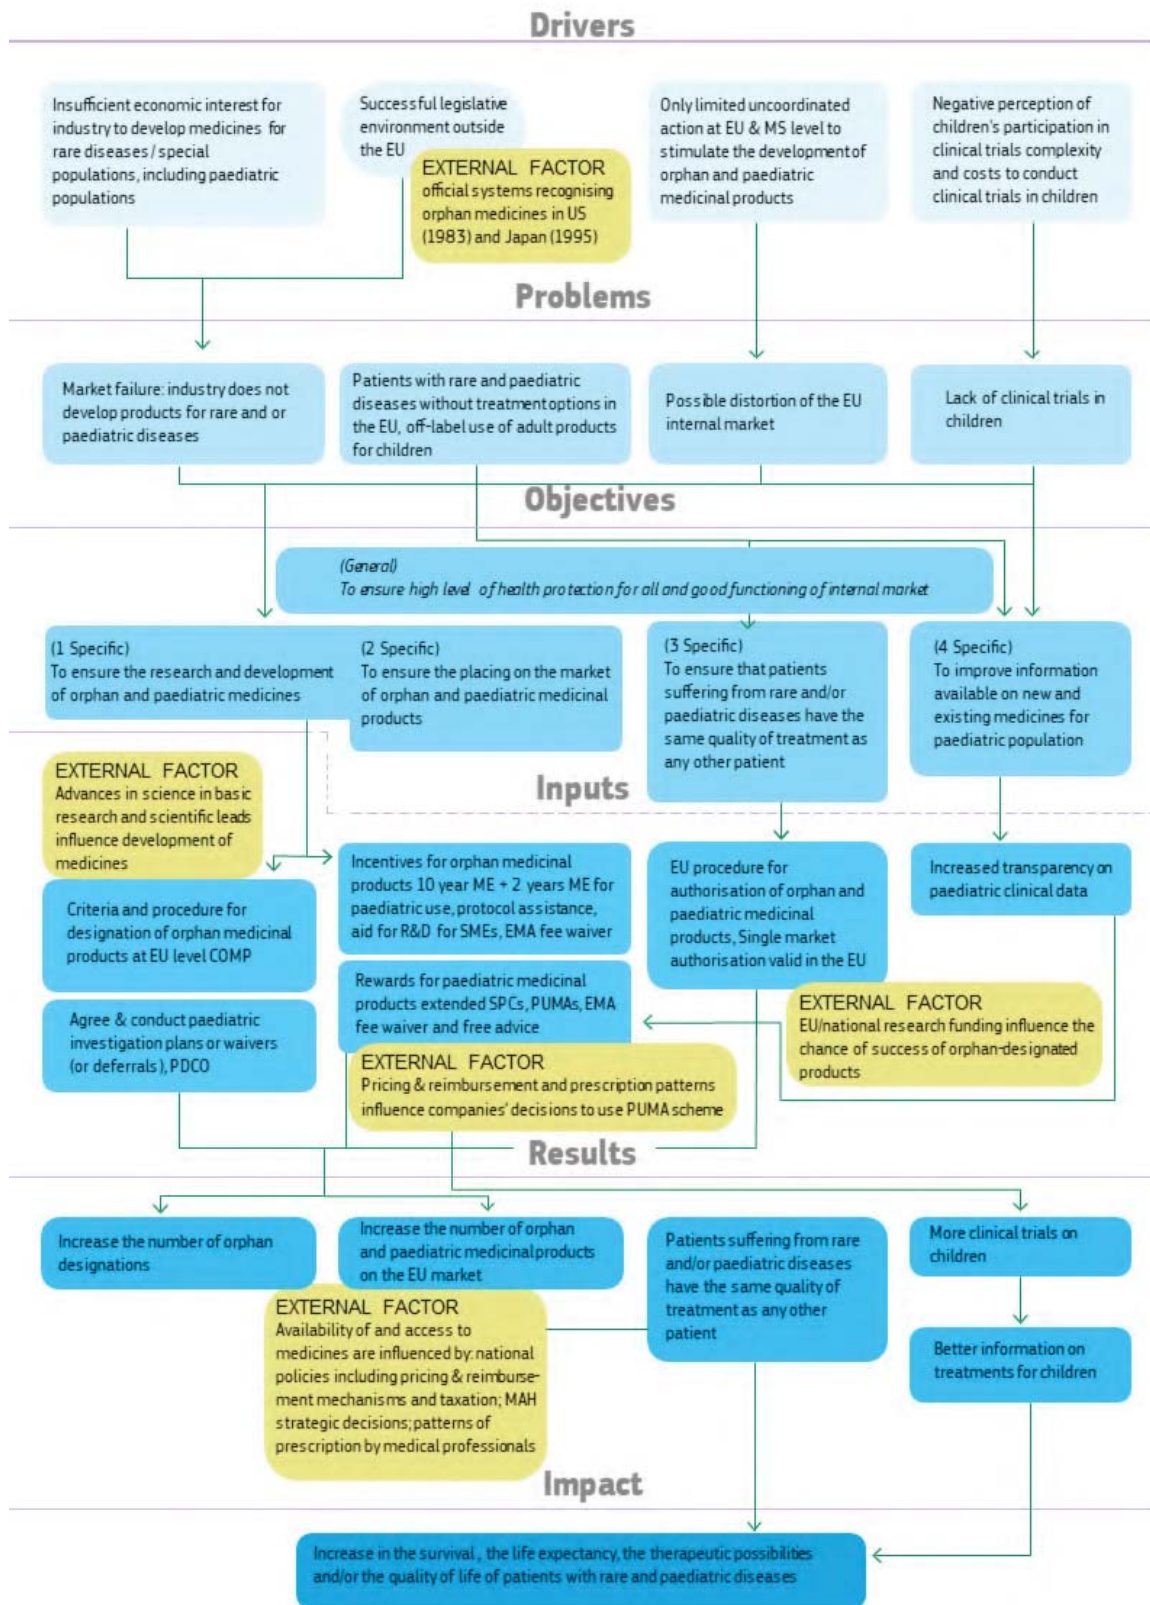 Drivers
Insufficient economic interest for
industry to develop medicines for
rare diseases / special
populations, including paediatric
populations
Successful legislative
environment outside
the EU
EXTERNAL FACTOR
official systems recognising
orphan medicines in US
(1983) and Japan (1995)
Only limited uncoordinated
action at EU & MS level to
stimulate the development of
orphan and paediatric
medicinal products
Negative perception of
children's participation in
clinical trials complexity
and costs to conduct
clinical trials in children
Problems
Market failure: industry does not
develop products for rare and or
paediatric diseases
Patients with rare and paediatric
diseases without treatment options in
the EU, off-label use of adult products
for children
Possible distortion of the EU
internal market
Lack of clinical trials in
children
Objectives
(General)
To ensure high level of health protection for all and good functioning of internal market
(1 Specific)
To ensure the research and development
of orphan and paediatric medicines
(2 Specific)
To ensure the placing on the market
of orphan and paediatric medicinal
products
(3 Specific)
To ensure that patients
suffering from rare and/or
paediatric diseases have the
same quality of treatment as
any other patient
(4 Specific)
To improve information
available on new and
existing medicines for
paediatric population
Inputs
EXTERNAL FACTOR
Advances in science in basic
research and scientific leads
influence development of
medicines
Criteria and procedure for
designation of orphan medicinal
products at EU level COMP
Agree & conduct paediatric
investigation plans or waivers
(or deferrals), PDCO
Incentives for orphan medicinal
products 10 year ME + 2 years ME for
paediatric use, protocol assistance,
aid for R&D for SMEs, EMA fee waiver
Rewards for paediatric medicinal
products extended SPCs, PUMAs, EMA
fee waiver and free advice
EXTERNAL FACTOR
Pricing & reimbursement and prescription patterns
influence companies' decisions to use PUMA scheme
EU procedure for
authorisation of orphan and
paediatric medicinal
products, Single market
authorisation valid in the EU
Increased transparency on
paediatric clinical data
EXTERNAL FACTOR
EU/national research funding influence the
chance of success of orphan-designated
products
Results
Increase the number of orphan
designations
Increase the number of orphan
and paediatric medicinal products
on the EU market
EXTERNAL FACTOR
Availability of and access to
medicines are influenced by: national
policies including pricing & reimburse-
ment mechanisms and taxation; MAH
strategic decisions; patterns of
prescription by medical professionals
Patients suffering from rare
and/or paediatric diseases
have the same quality of
treatment as any other
patient
More clinical trials on
children
Better information on
treatments for children
Impact
Increase in the survival, the life expectancy, the therapeutic possibilities
and/or the quality of life of patients with rare and paediatric diseases